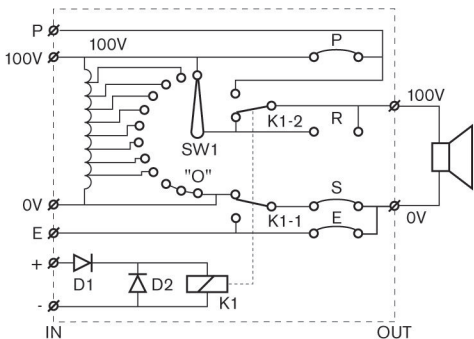 P
100V
100V
P
100V
K1-2
R
SW1
"O"
0V
S
0V
K1-1
E
E
+
D1
D2
K1
-
IN
OUT